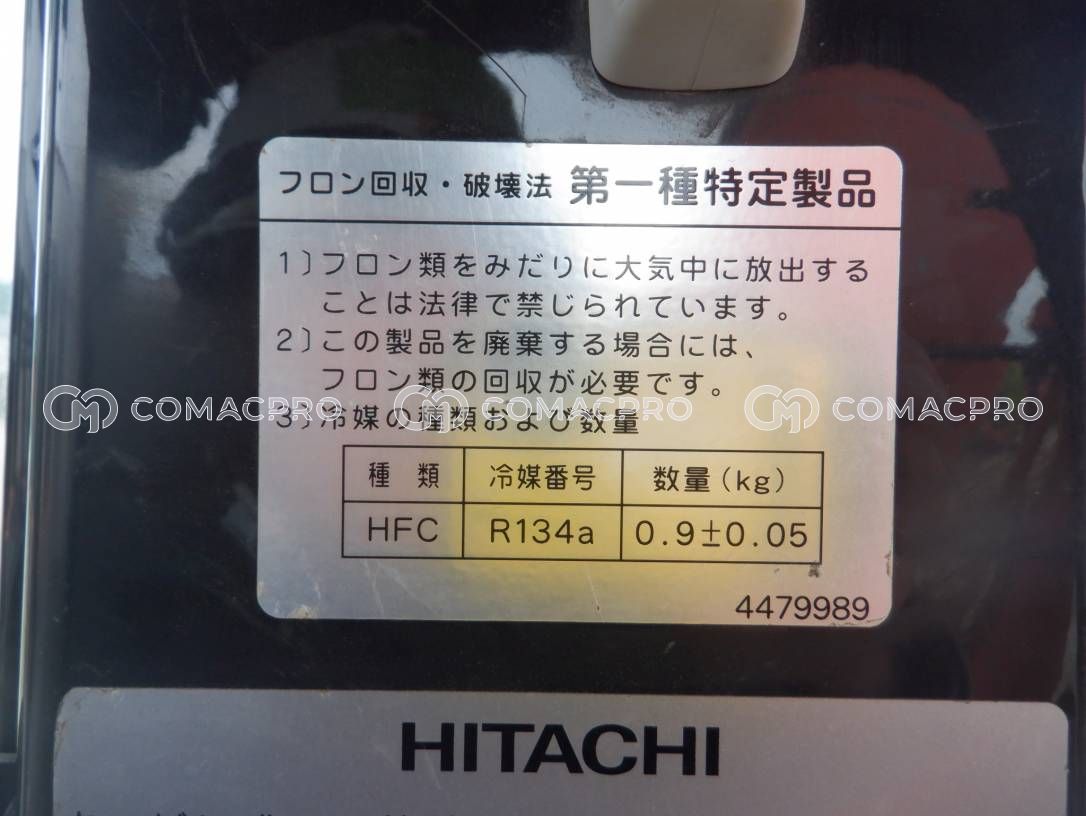 フロン回収・破壊法 第一種特定製品
1)フロン類をみだりに大気中に放出する
ことは法律で禁じられています。
2)この製品を廃棄する場合には、
フロン類の回収が必要です。
COMACPRO COMACPRO COMACPRO
3)冷媒の種類および数量
種類 冷媒番号 数量(kg)
HFC R134a 0.9±0.05
4479989
HITACHI